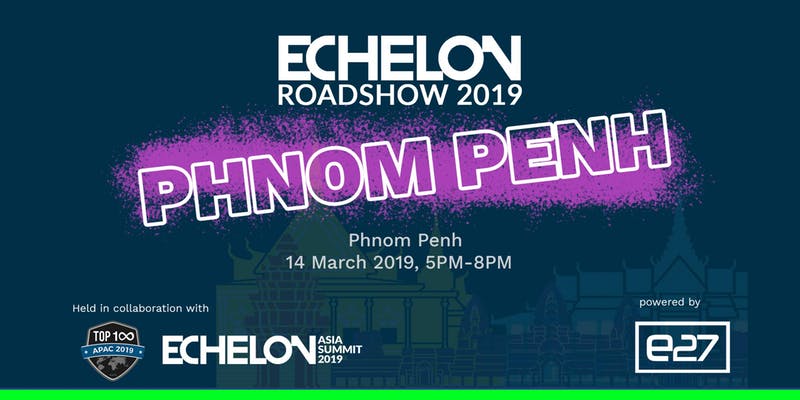 ECHELON
ROADSHOW 2019
PHNOM PENH
Phnom Penh
14 March 2019, 5PM-8PM
Held in collaboration with
TOP 100
APAC 2019
ECHELON
ASIA
SUMMIT
2019
powered by
e27